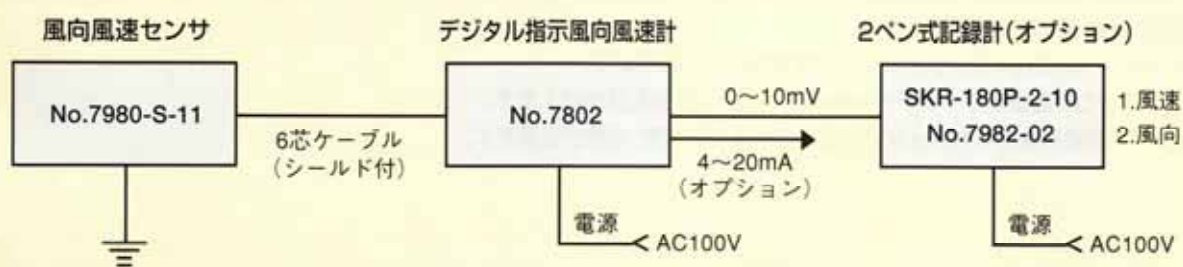 風向風速センサ
デジタル指示風向風速計
2ペン式記録計(オプション)
No.7980-S-11
6芯ケーブル
(シールド付)
No.7802
0〜10mV
4〜20mA
(オプション)
SKR-180P-2-10
No.7982-02
1.風速
2.風向
電源
AC100V
電源
AC100V